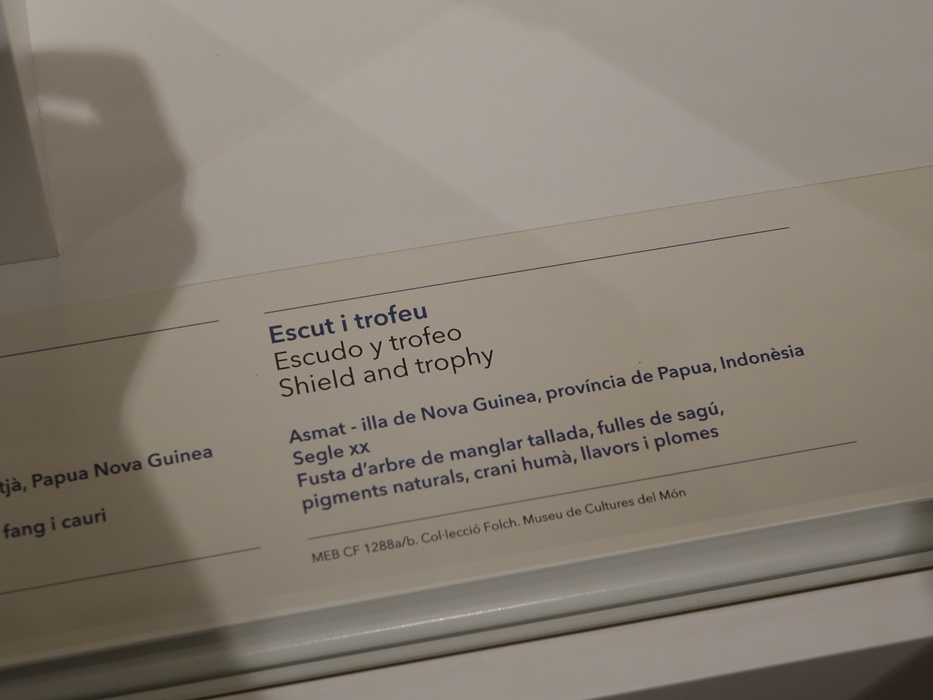 tjà, Papua Nova Guinea
fang i cauri
Escut i trofeu
Escudo y trofeo
Shield and trophy
Asmat - illa de Nova Guinea, província de Papua, Indonèsia
Segle xx
Fusta d'arbre de manglar tallada, fulles de sagú,
pigments naturals, crani humà, llavors i plomes
MEB CF 1288a/b. Col·lecció Folch. Museu de Cultures del Món